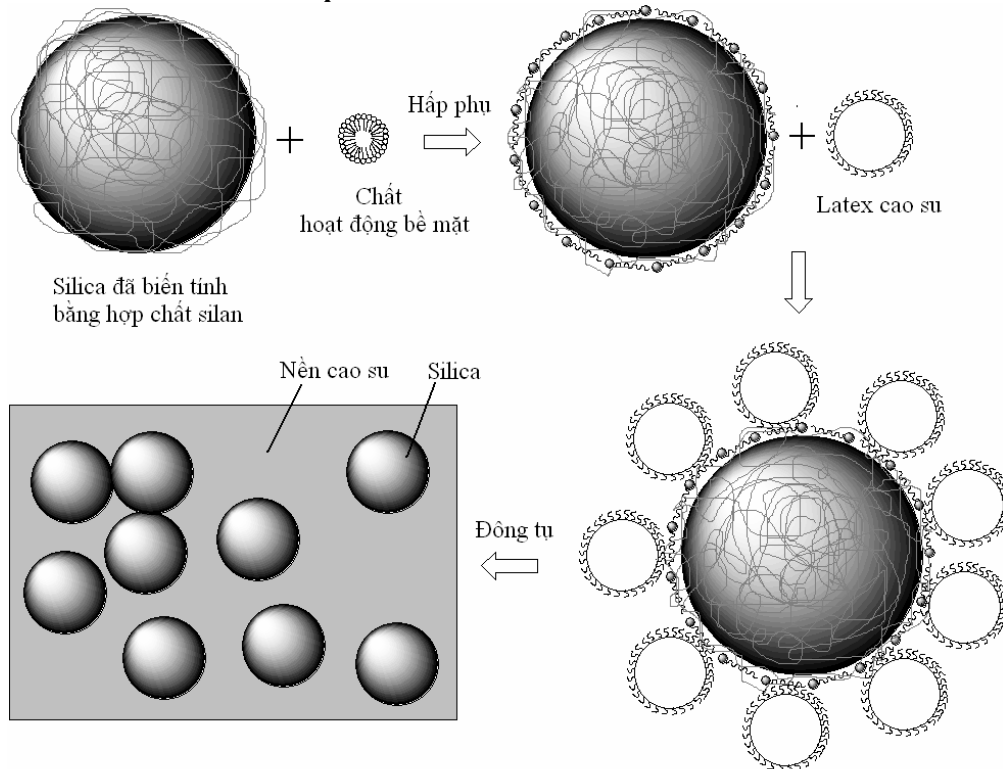 Hấp phụ
Chất
hoạt động bề mặt
Latex cao su
Silica đã biến tính
bằng hợp chất silan
Nền cao su
Silica
Đông tụ